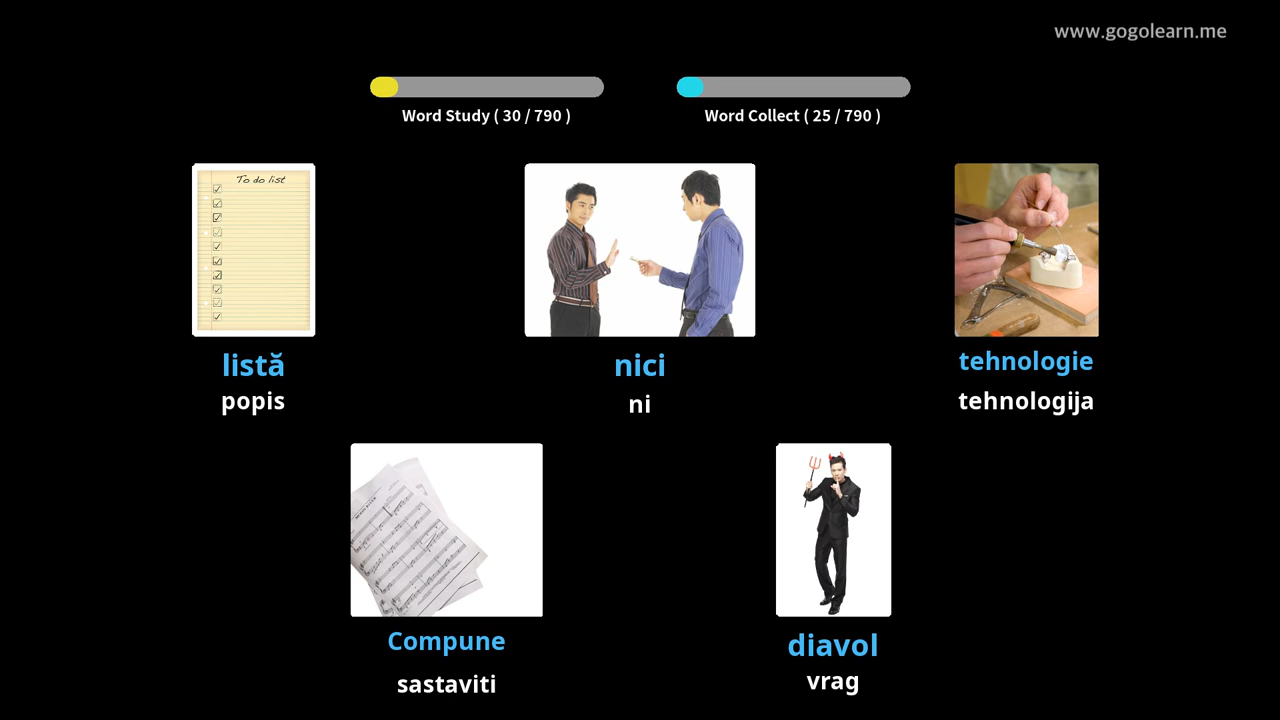 www.gogolearn.me
Word Study ( 30 / 790 )
Word Collect ( 25 / 790 )
To do list
listă
popis
nici
ni
tehnologie
tehnologija
Compune
sastaviti
diavol
vrag